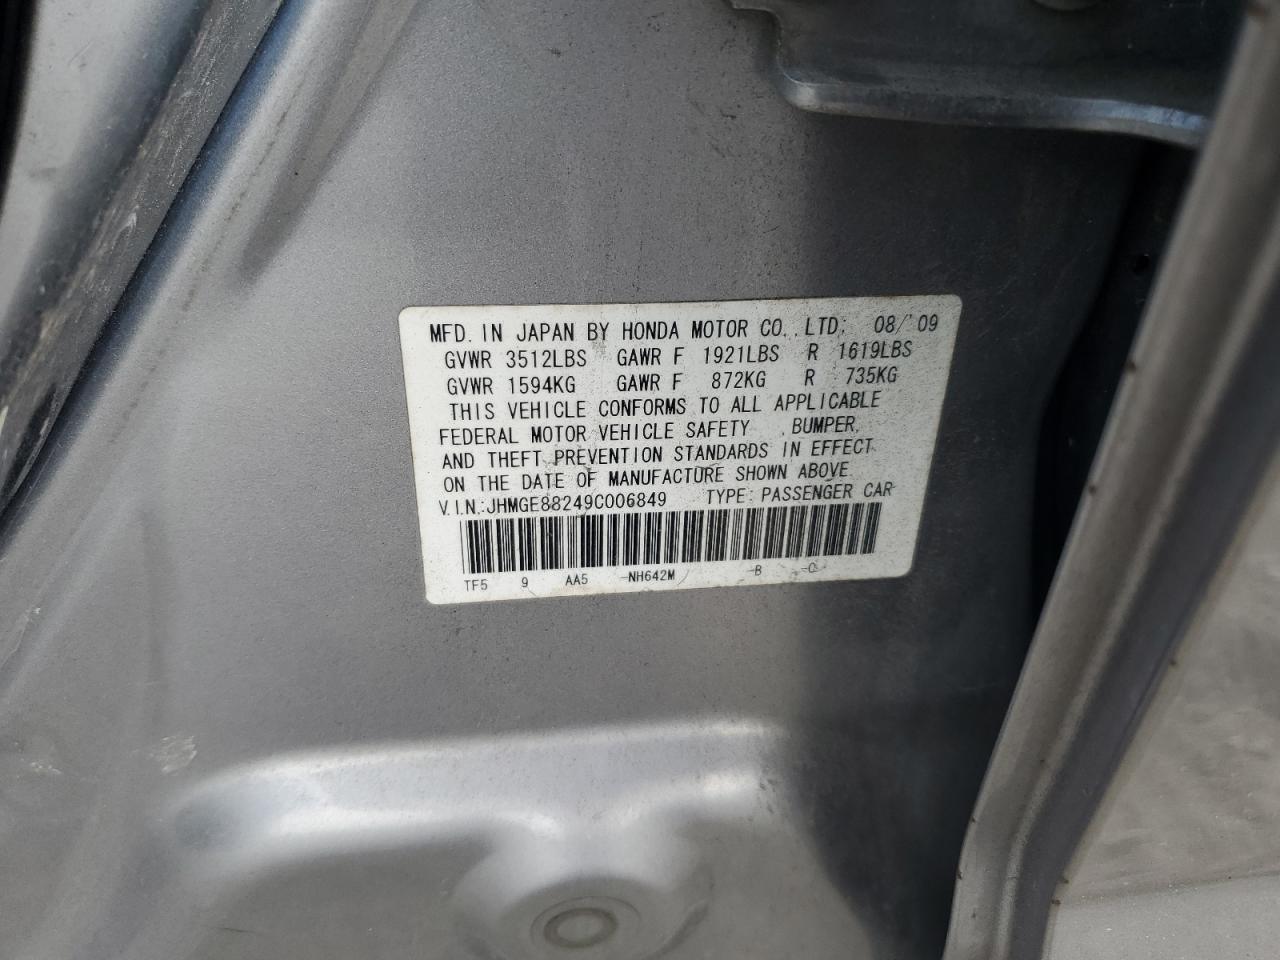 MFD. IN JAPAN BY HONDA MOTOR CO., LTD. 08/'09
GVWR 3512LBS GAWR F 1921LBS R 1619LBS
GVWR 1594KG GAWR F 872KG R 735KG
THIS VEHICLE CONFORMS TO ALL APPLICABLE
FEDERAL MOTOR VEHICLE SAFETY , BUMPER,
AND THEFT PREVENTION STANDARDS IN EFFECT
ON THE DATE OF MANUFACTURE SHOWN ABOVE.
V.I.N.:JHMGE88249C006849 TYPE: PASSENGER CAR
TF5 9 AA5 -NH642M -B -C